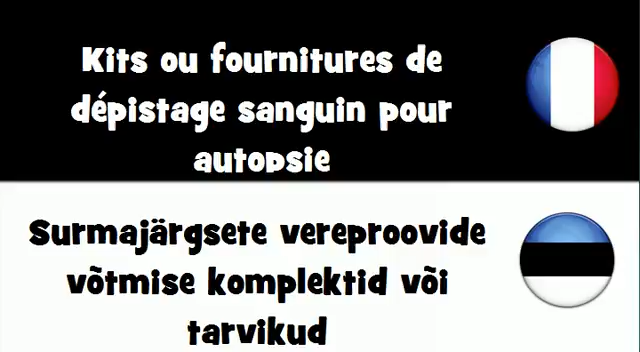 Kits ou fournitures de
dépistage sanguin pour
autopsie
Surmajärgsete vereproovide
võtmise komplektid või
tarvikud